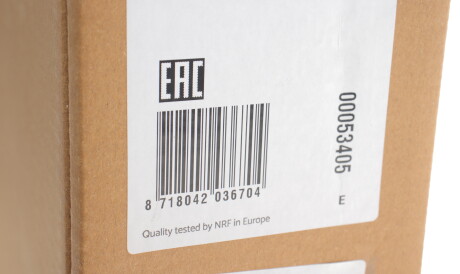 EAC
8 718042 036704
Quality tested by NRF in Europe
00053405
E